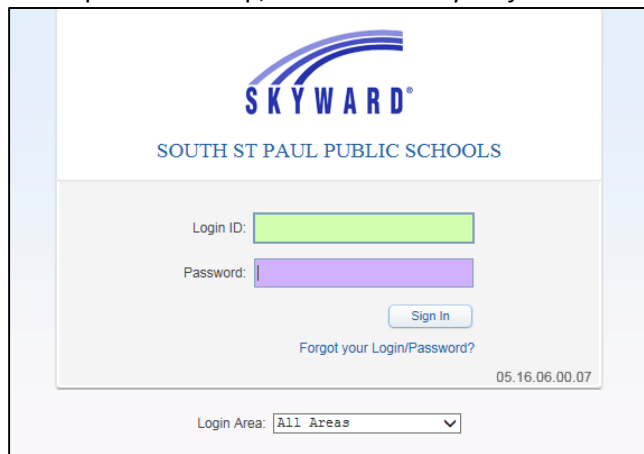 SKYWARD®
SOUTH ST PAUL PUBLIC SCHOOLS
Login ID:
Password:
Sign In
Forgot your Login/Password?
05.16.06.00.07
Login Area: All Areas